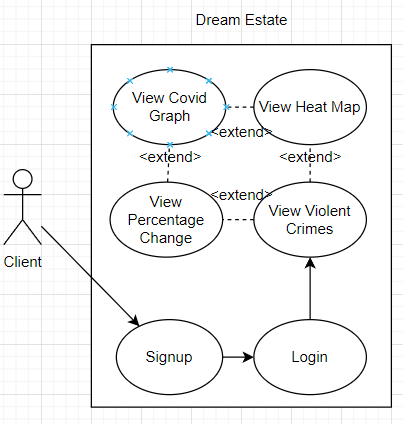 Dream Estate
View Covid
Graph
View Heat Map
<extend>
<extend>
<extend>
View
Percentage
Change
<extend>
View Violent
Crimes
Client
Signup
Login